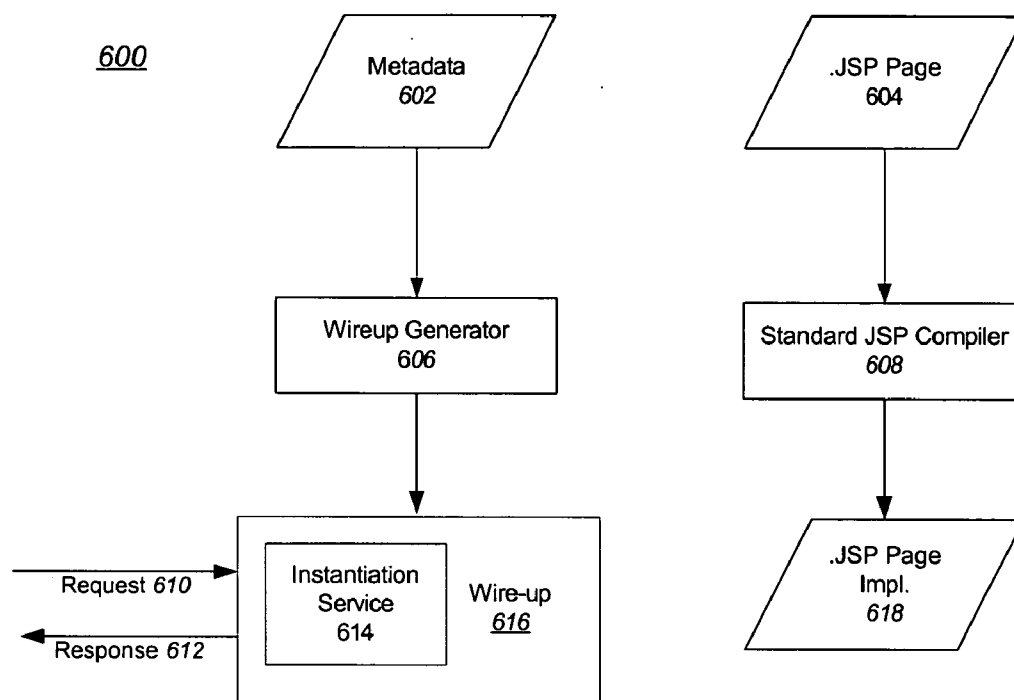 600
Metadata
602
.JSP Page
604
Wireup Generator
606
Standard JSP Compiler
608
Request 610
Response 612
Instantiation
Service
614
Wire-up
616
.JSP Page
Impl.
618